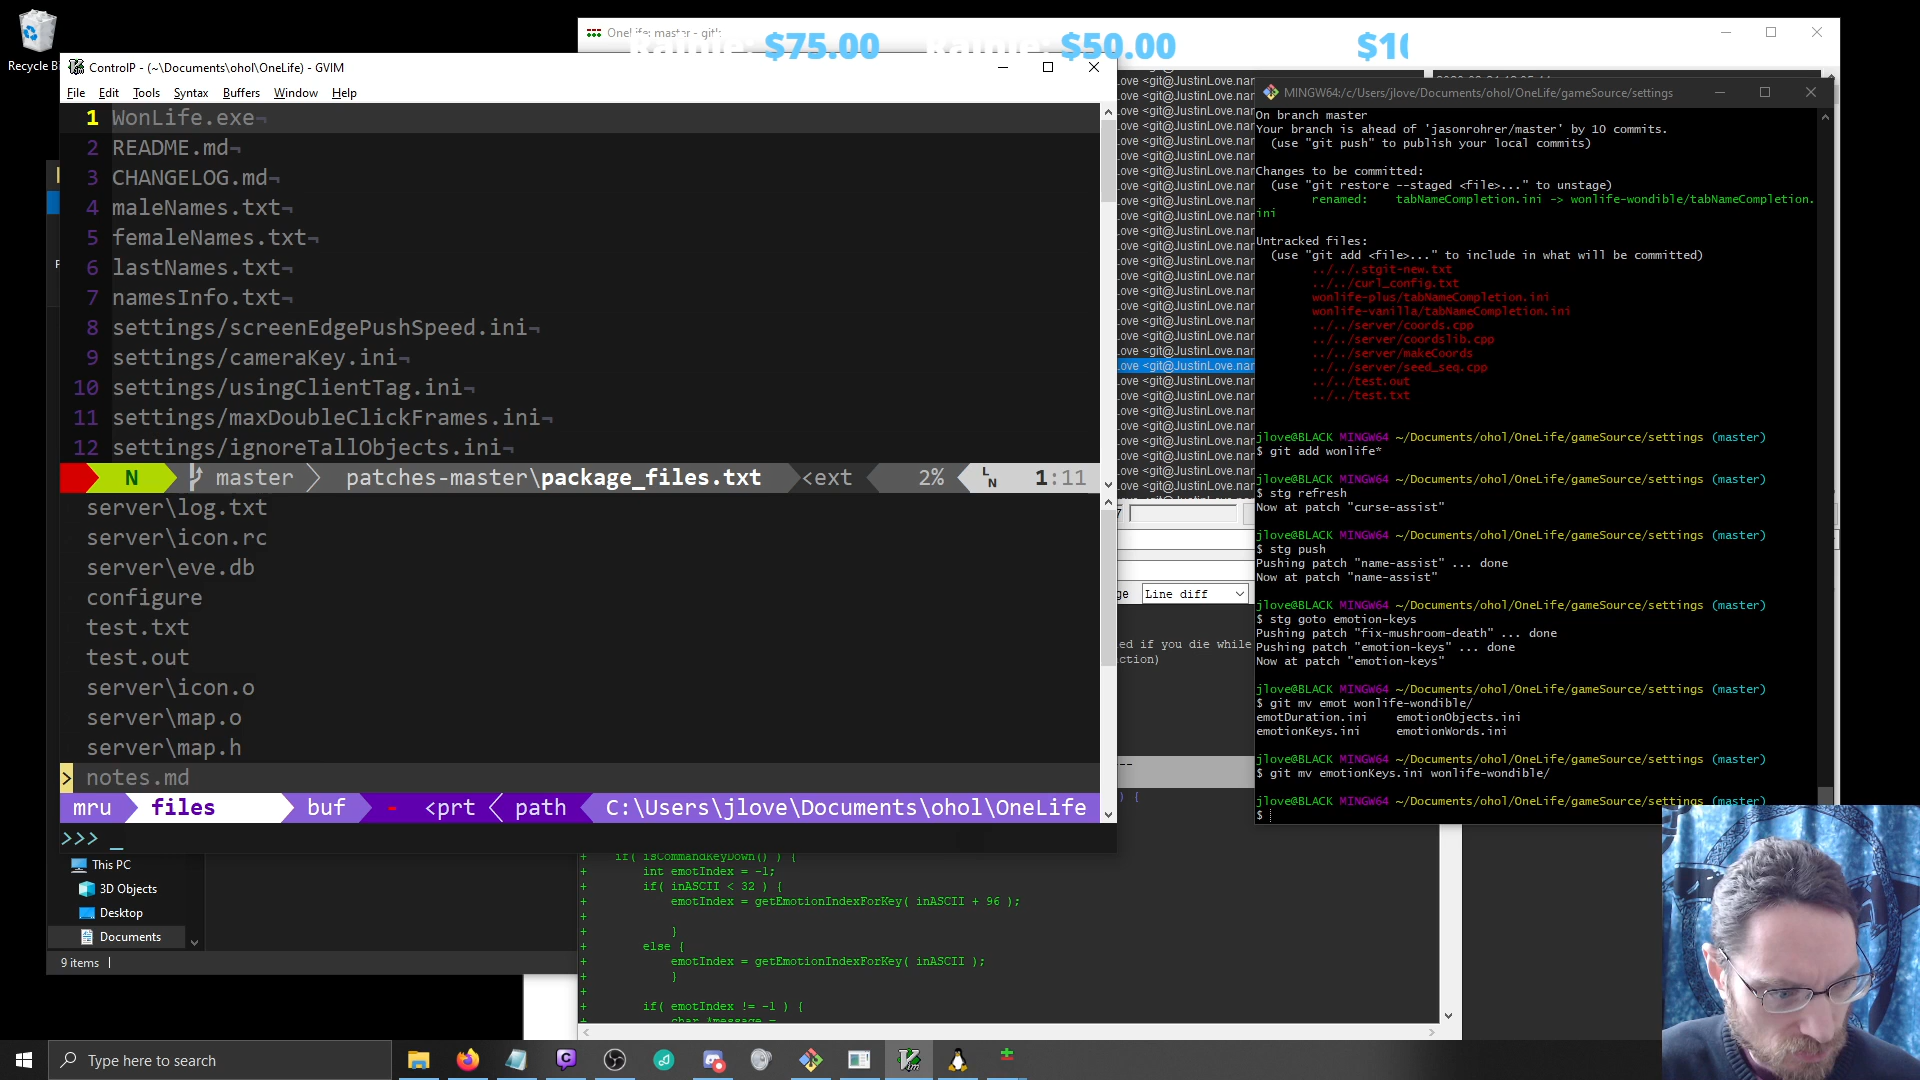 Recycle Bi
OneLife: master - gitk
$75.00
$50.00
$10
ControlP - (~\Documents\ohol\OneLife) - GVIM
File Edit Tools Syntax Buffers Window Help
1 WonLife.exe¬
2 README.md¬
3 CHANGELOG.md¬
4 maleNames.txt¬
5 femaleNames.txt¬
6 lastNames.txt¬
7 namesInfo.txt¬
8 settings/screenEdgePushSpeed.ini¬
9 settings/cameraKey.ini¬
10 settings/usingClientTag.ini¬
11 settings/maxDoubleClickFrames.ini¬
12 settings/ignoreTallObjects.ini¬
N master patches-master\package_files.txt <ext 2% LN 1:11
server\log.txt
server\icon.rc
server\eve.db
configure
test.txt
test.out
server\icon.o
server\map.o
server\map.h
> notes.md
mru files buf - <prt path C:\Users\jlove\Documents\ohol\OneLife
>>> _
This PC
3D Objects
Desktop
Documents
9 items
Love <git@JustinLove.nar
ge Line diff
ed if you die while
ction)
---
) {
+ if( isCommandKeyDown() ) {
+ int emotIndex = -1;
+ if( inASCII < 32 ) {
+ emotIndex = getEmotionIndexForKey( inASCII + 96 );
+
+ }
+ else {
+ emotIndex = getEmotionIndexForKey( inASCII );
+ }
+
+ if( emotIndex != -1 ) {
+ char *message =
MINGW64:/c/Users/jlove/Documents/ohol/OneLife/gameSource/settings
On branch master
Your branch is ahead of 'jasonrohrer/master' by 10 commits.
(use "git push" to publish your local commits)
Changes to be committed:
(use "git restore --staged <file>..." to unstage)
renamed: tabNameCompletion.ini -> wonlife-wondible/tabNameCompletion.
ini
Untracked files:
(use "git add <file>..." to include in what will be committed)
../../.stgit-new.txt
../../curl_config.txt
wonlife-plus/tabNameCompletion.ini
wonlife-vanilla/tabNameCompletion.ini
../../server/coords.cpp
../../server/coordslib.cpp
../../server/makeCoords
../../server/seed_seq.cpp
../../test.out
../../test.txt
jlove@BLACK MINGW64 ~/Documents/ohol/OneLife/gameSource/settings (master)
$ git add wonlife*
jlove@BLACK MINGW64 ~/Documents/ohol/OneLife/gameSource/settings (master)
$ stg refresh
Now at patch "curse-assist"
jlove@BLACK MINGW64 ~/Documents/ohol/OneLife/gameSource/settings (master)
$ stg push
Pushing patch "name-assist" ... done
Now at patch "name-assist"
jlove@BLACK MINGW64 ~/Documents/ohol/OneLife/gameSource/settings (master)
$ stg goto emotion-keys
Pushing patch "fix-mushroom-death" ... done
Pushing patch "emotion-keys" ... done
Now at patch "emotion-keys"
jlove@BLACK MINGW64 ~/Documents/ohol/OneLife/gameSource/settings (master)
$ git mv emot wonlife-wondible/
emotDuration.ini emotionObjects.ini
emotionKeys.ini emotionWords.ini
jlove@BLACK MINGW64 ~/Documents/ohol/OneLife/gameSource/settings (master)
$ git mv emotionKeys.ini wonlife-wondible/
jlove@BLACK MINGW64 ~/Documents/ohol/OneLife/gameSource/settings (master)
$
Type here to search